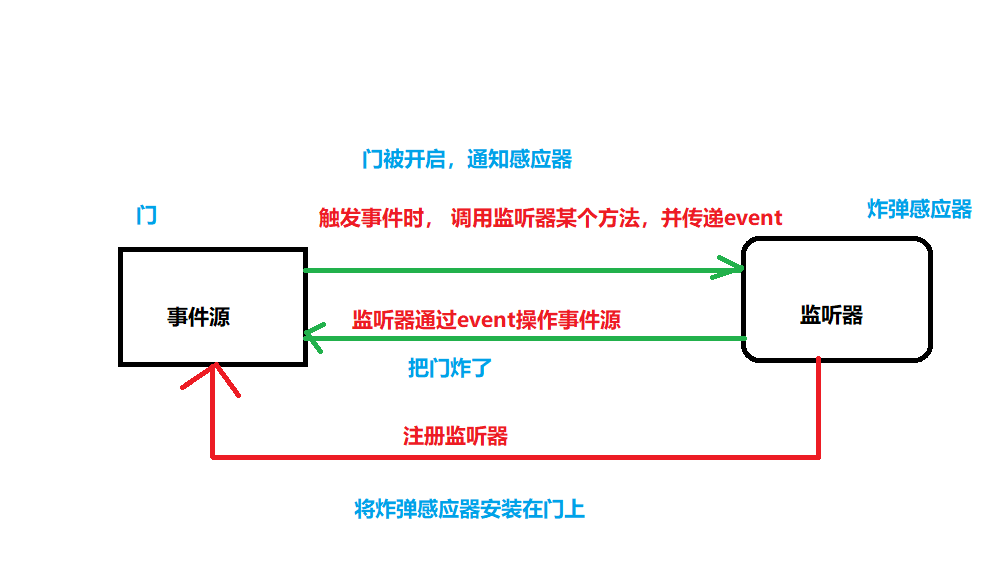 门被开启，通知感应器
门
炸弹感应器
触发事件时， 调用监听器某个方法，并传递event
事件源
监听器
监听器通过event操作事件源
把门炸了
注册监听器
将炸弹感应器安装在门上